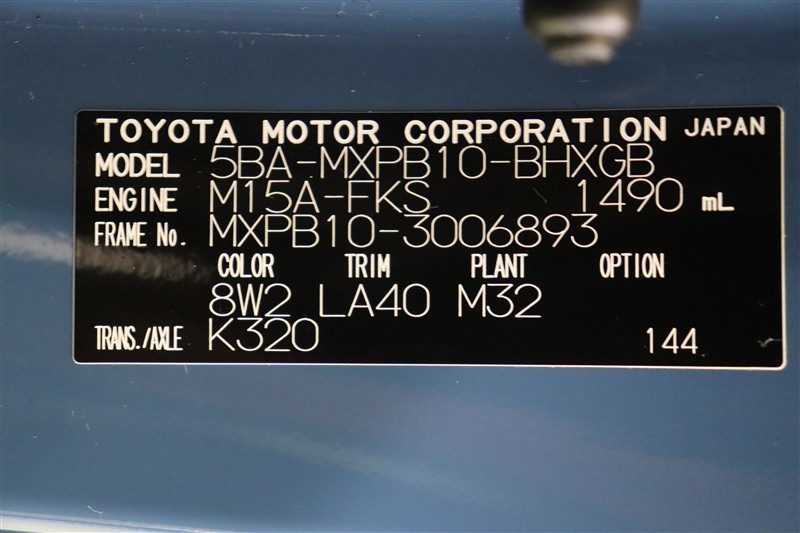 TOYOTA MOTOR CORPORATION JAPAN
MODEL 5BA-MXPB10-BHXGB
ENGINE M15A-FKS 1490 mL
FRAME No. MXPB10-3006893
COLOR TRIM PLANT OPTION
8W2 LA40 M32
TRANS./AXLE K320 144